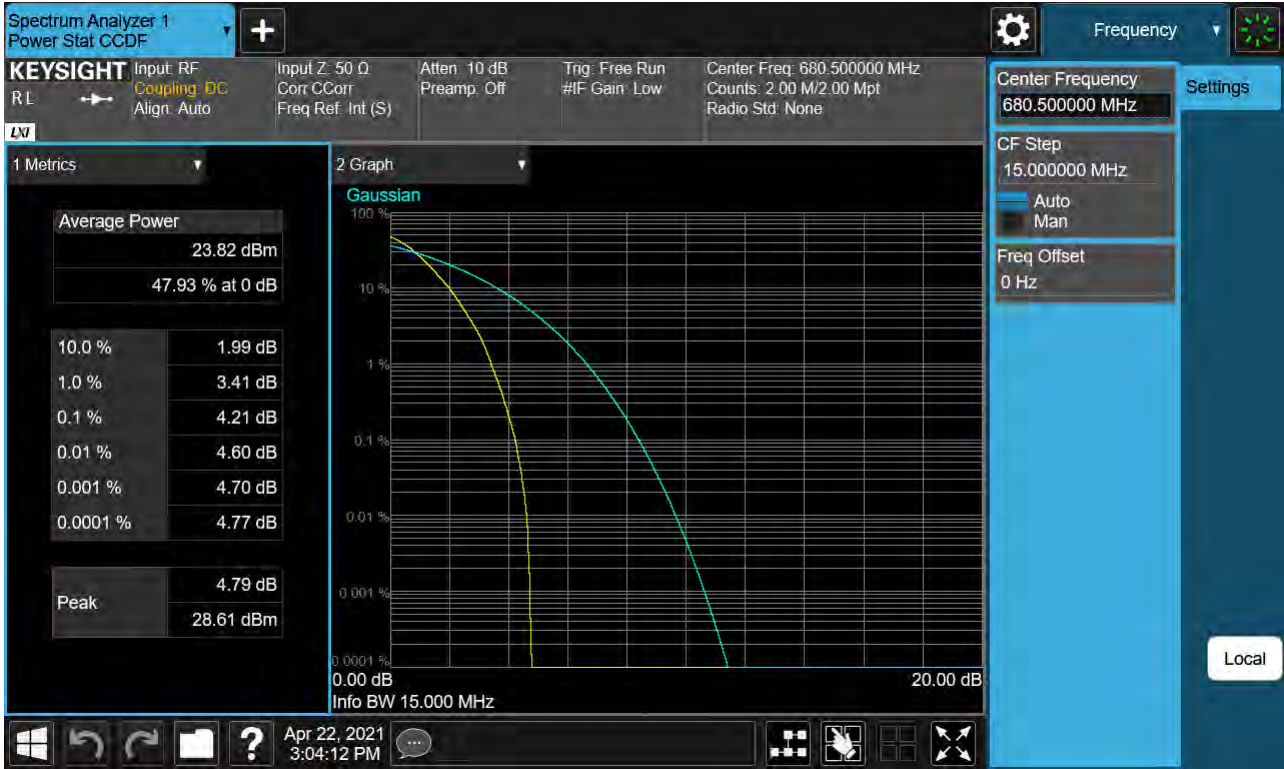 Spectrum Analyzer 1
Power Stat CCDF
Frequency
KEYSIGHT
R L
LXI
Input: RF
Coupling: DC
Align: Auto
Input Z: 50 Ω
Corr CCorr
Freq Ref: Int (S)
Atten: 10 dB
Preamp: Off
Trig: Free Run
#IF Gain: Low
Center Freq: 680.500000 MHz
Counts: 2.00 M/2.00 Mpt
Radio Std: None
Center Frequency
680.500000 MHz
Settings
CF Step
15.000000 MHz
Auto
Man
Freq Offset
0 Hz
1 Metrics
Average Power
23.82 dBm
47.93 % at 0 dB
10.0 % 1.99 dB
1.0 % 3.41 dB
0.1 % 4.21 dB
0.01 % 4.60 dB
0.001 % 4.70 dB
0.0001 % 4.77 dB
Peak
4.79 dB
28.61 dBm
2 Graph
Gaussian
100 %
10 %
1 %
0.1 %
0.01 %
0.001 %
0.0001 %
0.00 dB 20.00 dB
Info BW 15.000 MHz
Local
Apr 22, 2021
3:04:12 PM